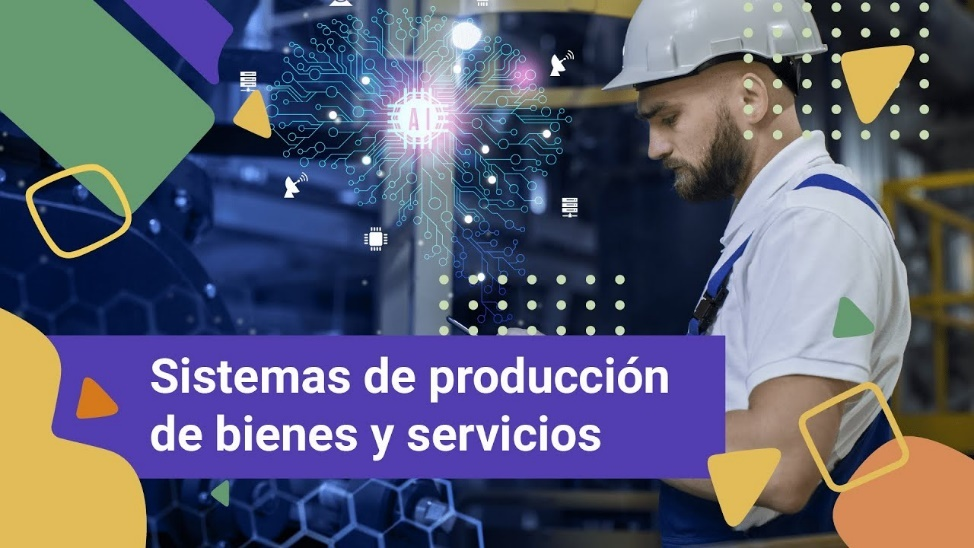 AI
Sistemas de producción
de bienes y servicios